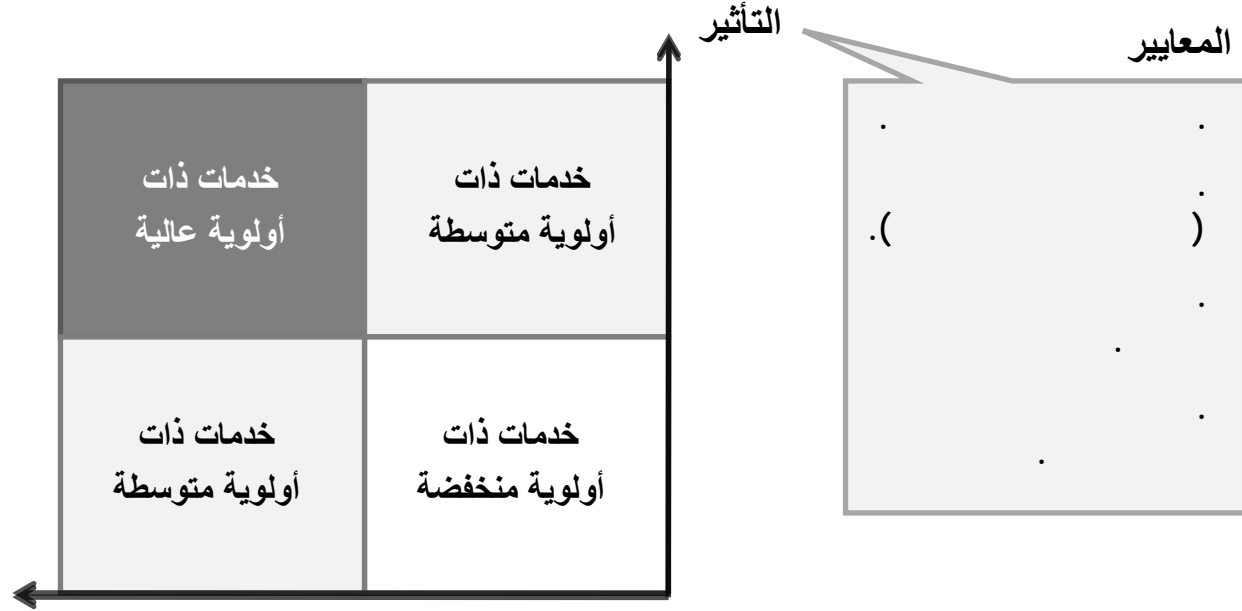 المعايير
التأثير
خدمات ذات
أولوية متوسطة
خدمات ذات
أولوية عالية
خدمات ذات
أولوية منخفضة
خدمات ذات
أولوية متوسطة
. .
.
( ).
.
.
.
.